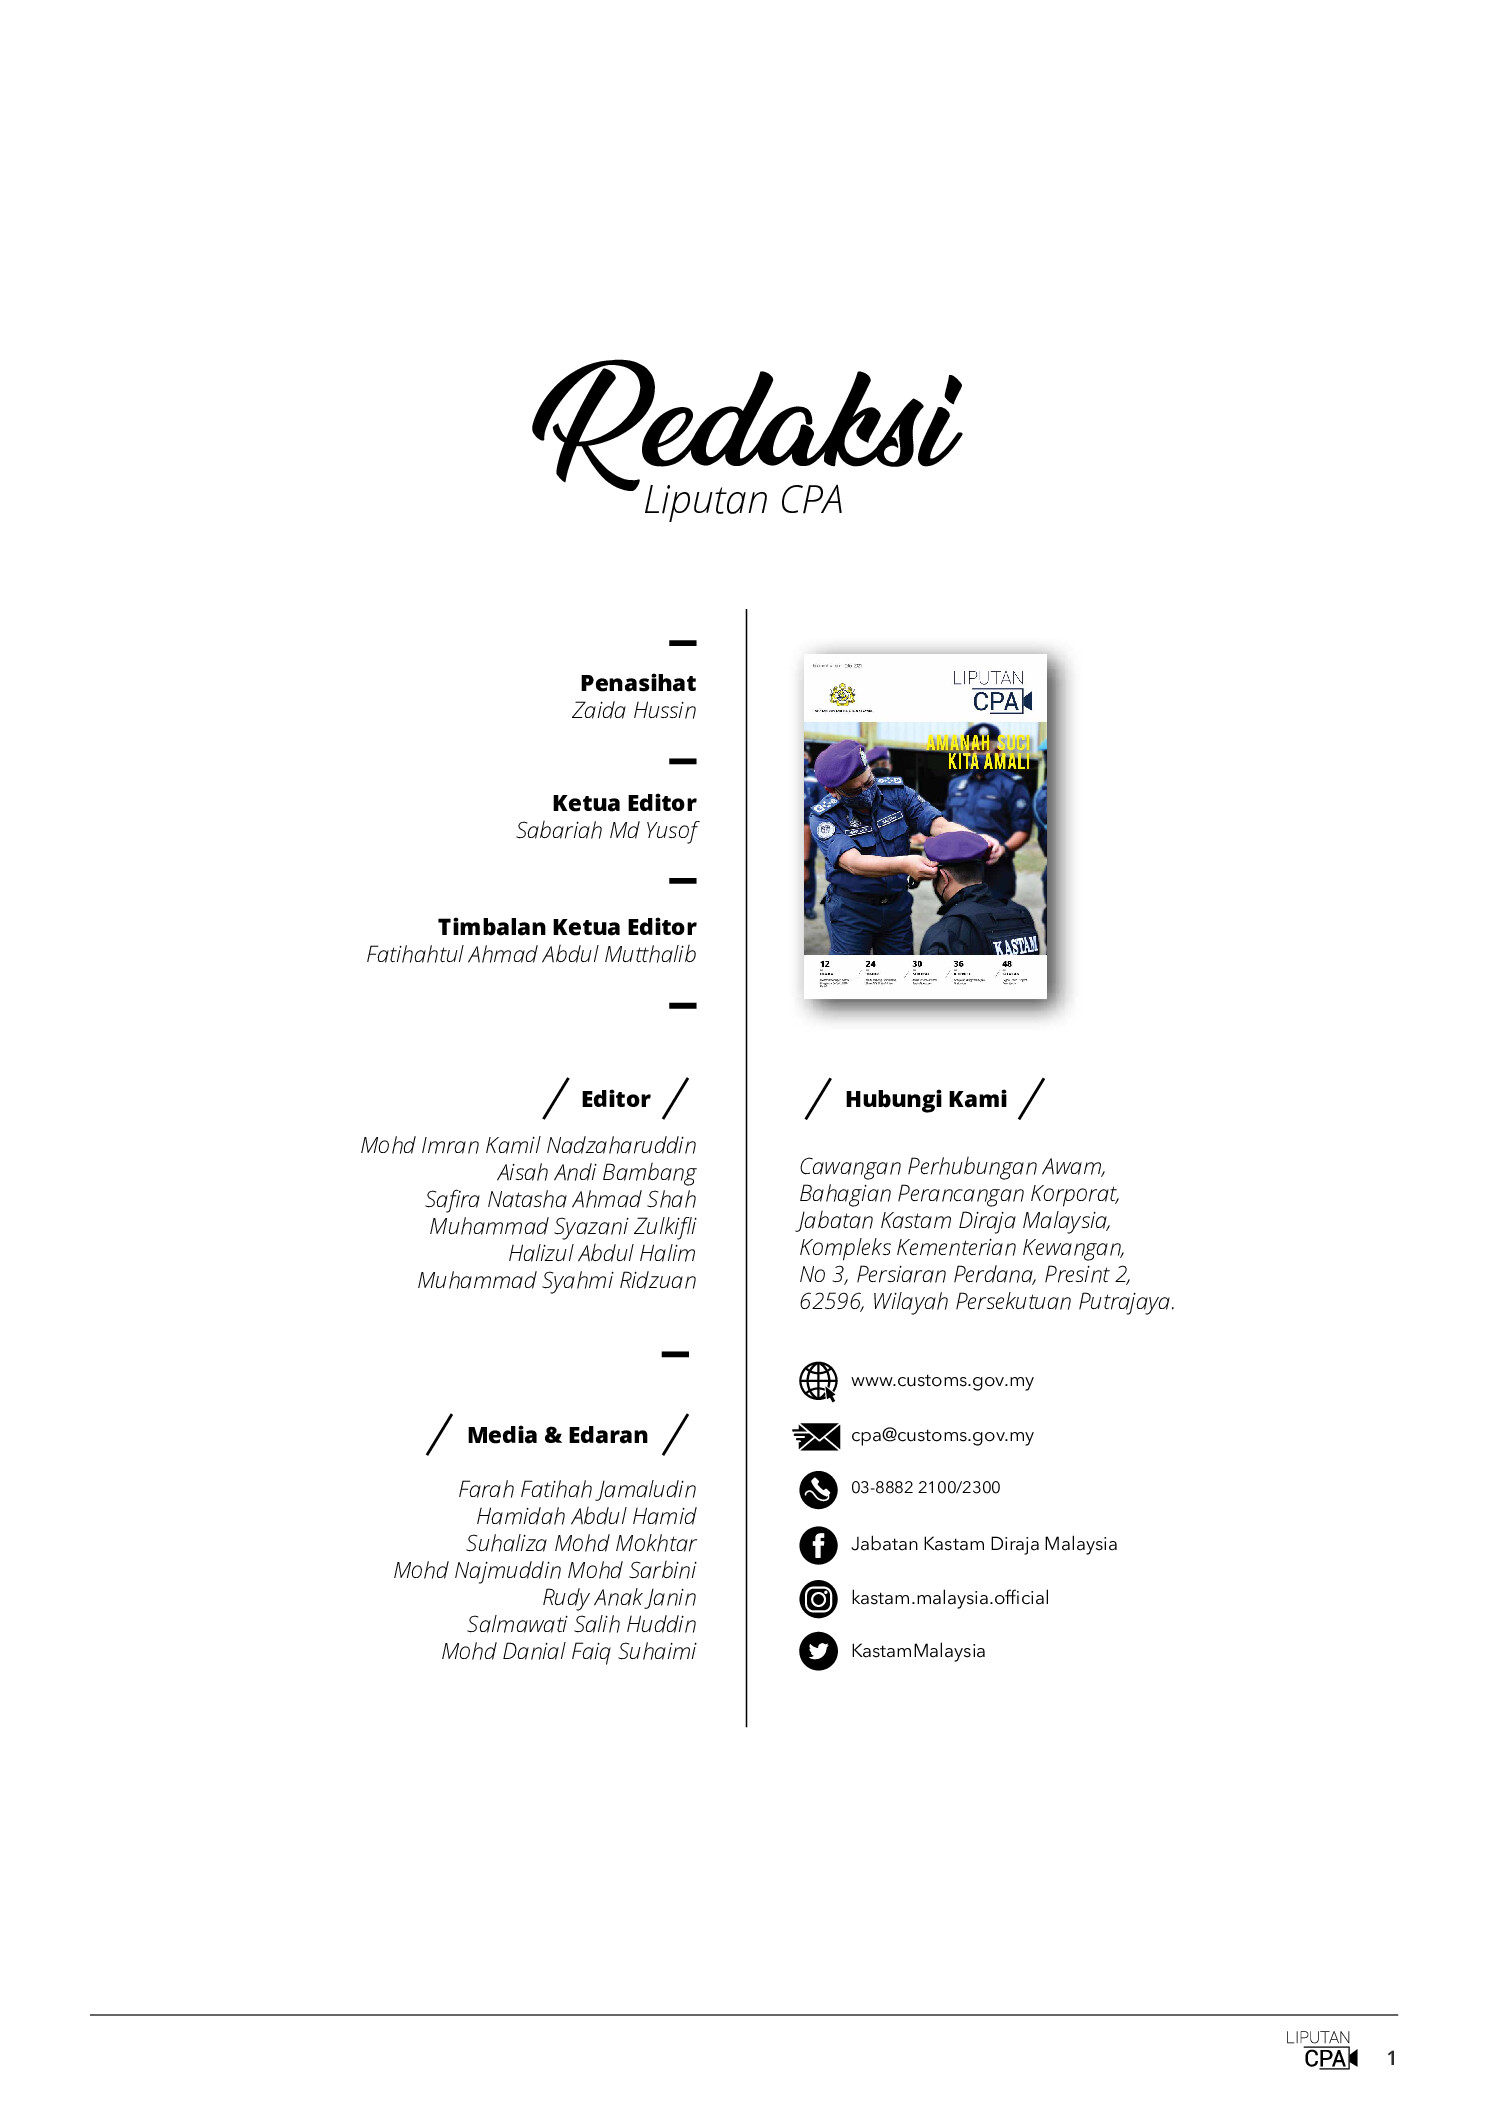 Redaksi
Liputan CPA
Penasihat
Zaida Hussin
Ketua Editor
Sabariah Md Yusof
Timbalan Ketua Editor
Fatihahtul Ahmad Abdul Mutthalib
Editor
Mohd Imran Kamil Nadzaharuddin
Aisah Andi Bambang
Safira Natasha Ahmad Shah
Muhammad Syazani Zulkifli
Halizul Abdul Halim
Muhammad Syahmi Ridzuan
Media & Edaran
Farah Fatihah Jamaludin
Hamidah Abdul Hamid
Suhaliza Mohd Mokhtar
Mohd Najmuddin Mohd Sarbini
Rudy Anak Janin
Salmawati Salih Huddin
Mohd Danial Faiq Suhaimi
LIPUTAN
CPA
AMANAH SUCI
KITA AMALI
KASTAM
12 24 30 36 48
Hubungi Kami
Cawangan Perhubungan Awam,
Bahagian Perancangan Korporat,
Jabatan Kastam Diraja Malaysia,
Kompleks Kementerian Kewangan,
No 3, Persiaran Perdana, Presint 2,
62596, Wilayah Persekutuan Putrajaya.
www.customs.gov.my
cpa@customs.gov.my
03-8882 2100/2300
Jabatan Kastam Diraja Malaysia
kastam.malaysia.official
KastamMalaysia
LIPUTAN
CPA
1